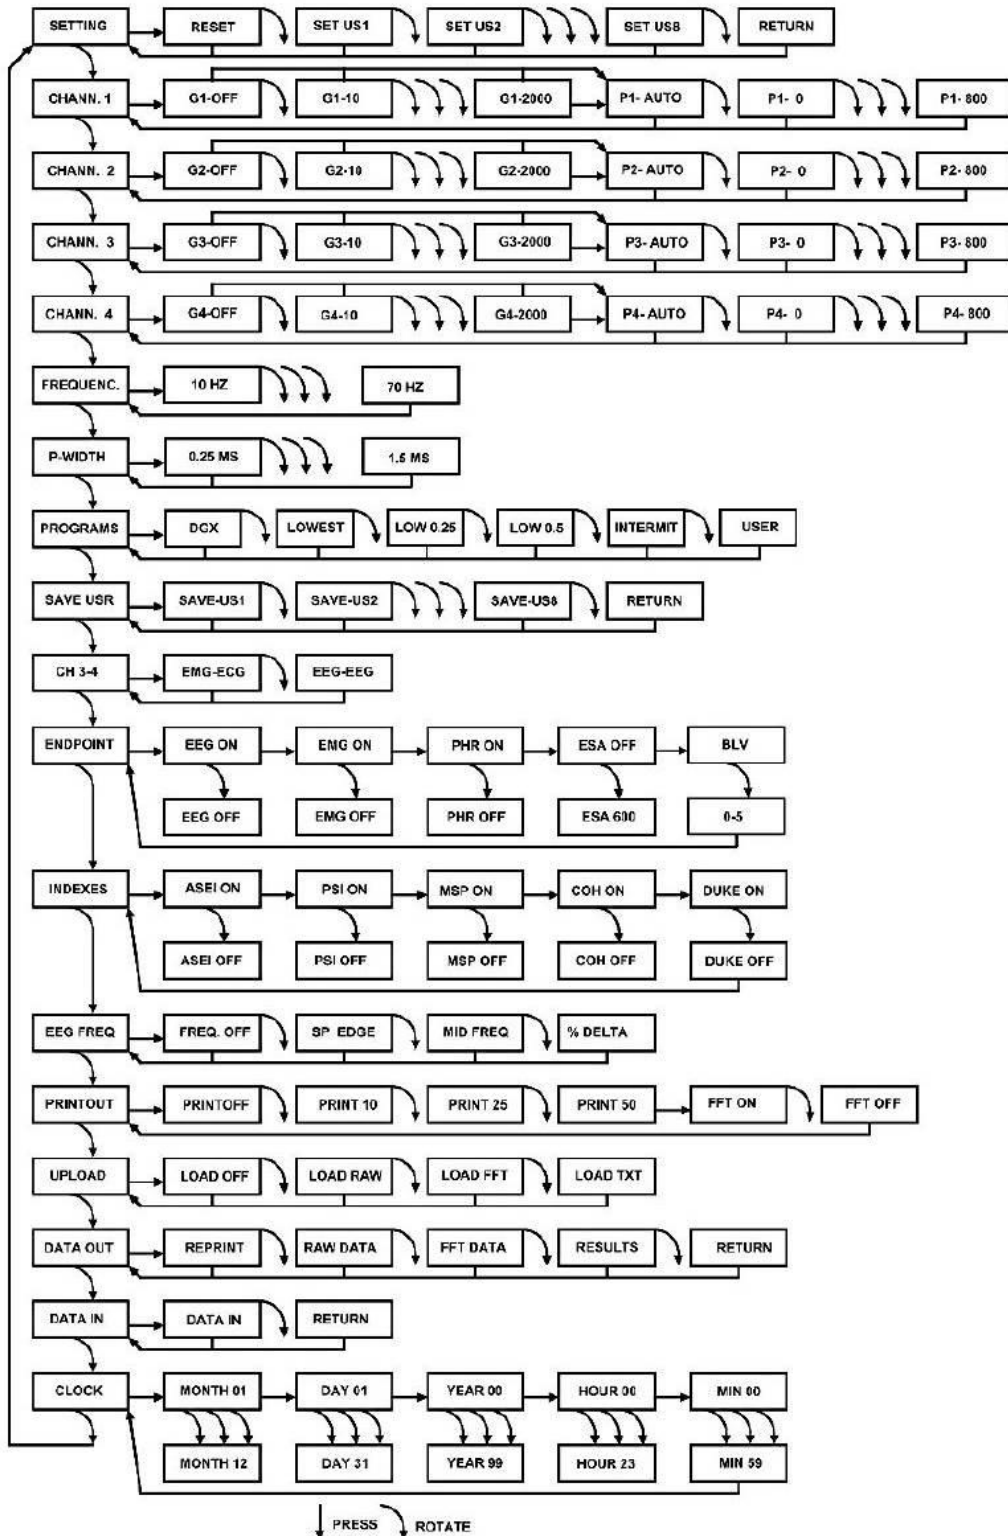 SETTING RESET SET US1 SET US2 SET US8 RETURN
CHANN. 1 G1-OFF G1-10 G1-2000 P1- AUTO P1- 0 P1- 800
CHANN. 2 G2-OFF G2-10 G2-2000 P2- AUTO P2- 0 P2- 800
CHANN. 3 G3-OFF G3-10 G3-2000 P3- AUTO P3- 0 P3- 800
CHANN. 4 G4-OFF G4-10 G4-2000 P4- AUTO P4- 0 P4- 800
FREQUENC. 10 HZ 70 HZ
P-WIDTH 0.25 MS 1.5 MS
PROGRAMS DGX LOWEST LOW 0.25 LOW 0.5 INTERMIT USER
SAVE USR SAVE-US1 SAVE-US2 SAVE-US8 RETURN
CH 3-4 EMG-ECG EEG-EEG
ENDPOINT EEG ON EMG ON PHR ON ESA OFF BLV
EEG OFF EMG OFF PHR OFF ESA 600 0-5
INDEXES ASEI ON PSI ON MSP ON COH ON DUKE ON
ASEI OFF PSI OFF MSP OFF COH OFF DUKE OFF
EEG FREQ FREQ. OFF SP EDGE MID FREQ % DELTA
PRINTOUT PRINTOFF PRINT 10 PRINT 25 PRINT 50 FFT ON FFT OFF
UPLOAD LOAD OFF LOAD RAW LOAD FFT LOAD TXT
DATA OUT REPRINT RAW DATA FFT DATA RESULTS RETURN
DATA IN DATA IN RETURN
CLOCK MONTH 01 DAY 01 YEAR 00 HOUR 00 MIN 00
MONTH 12 DAY 31 YEAR 99 HOUR 23 MIN 59
PRESS ROTATE